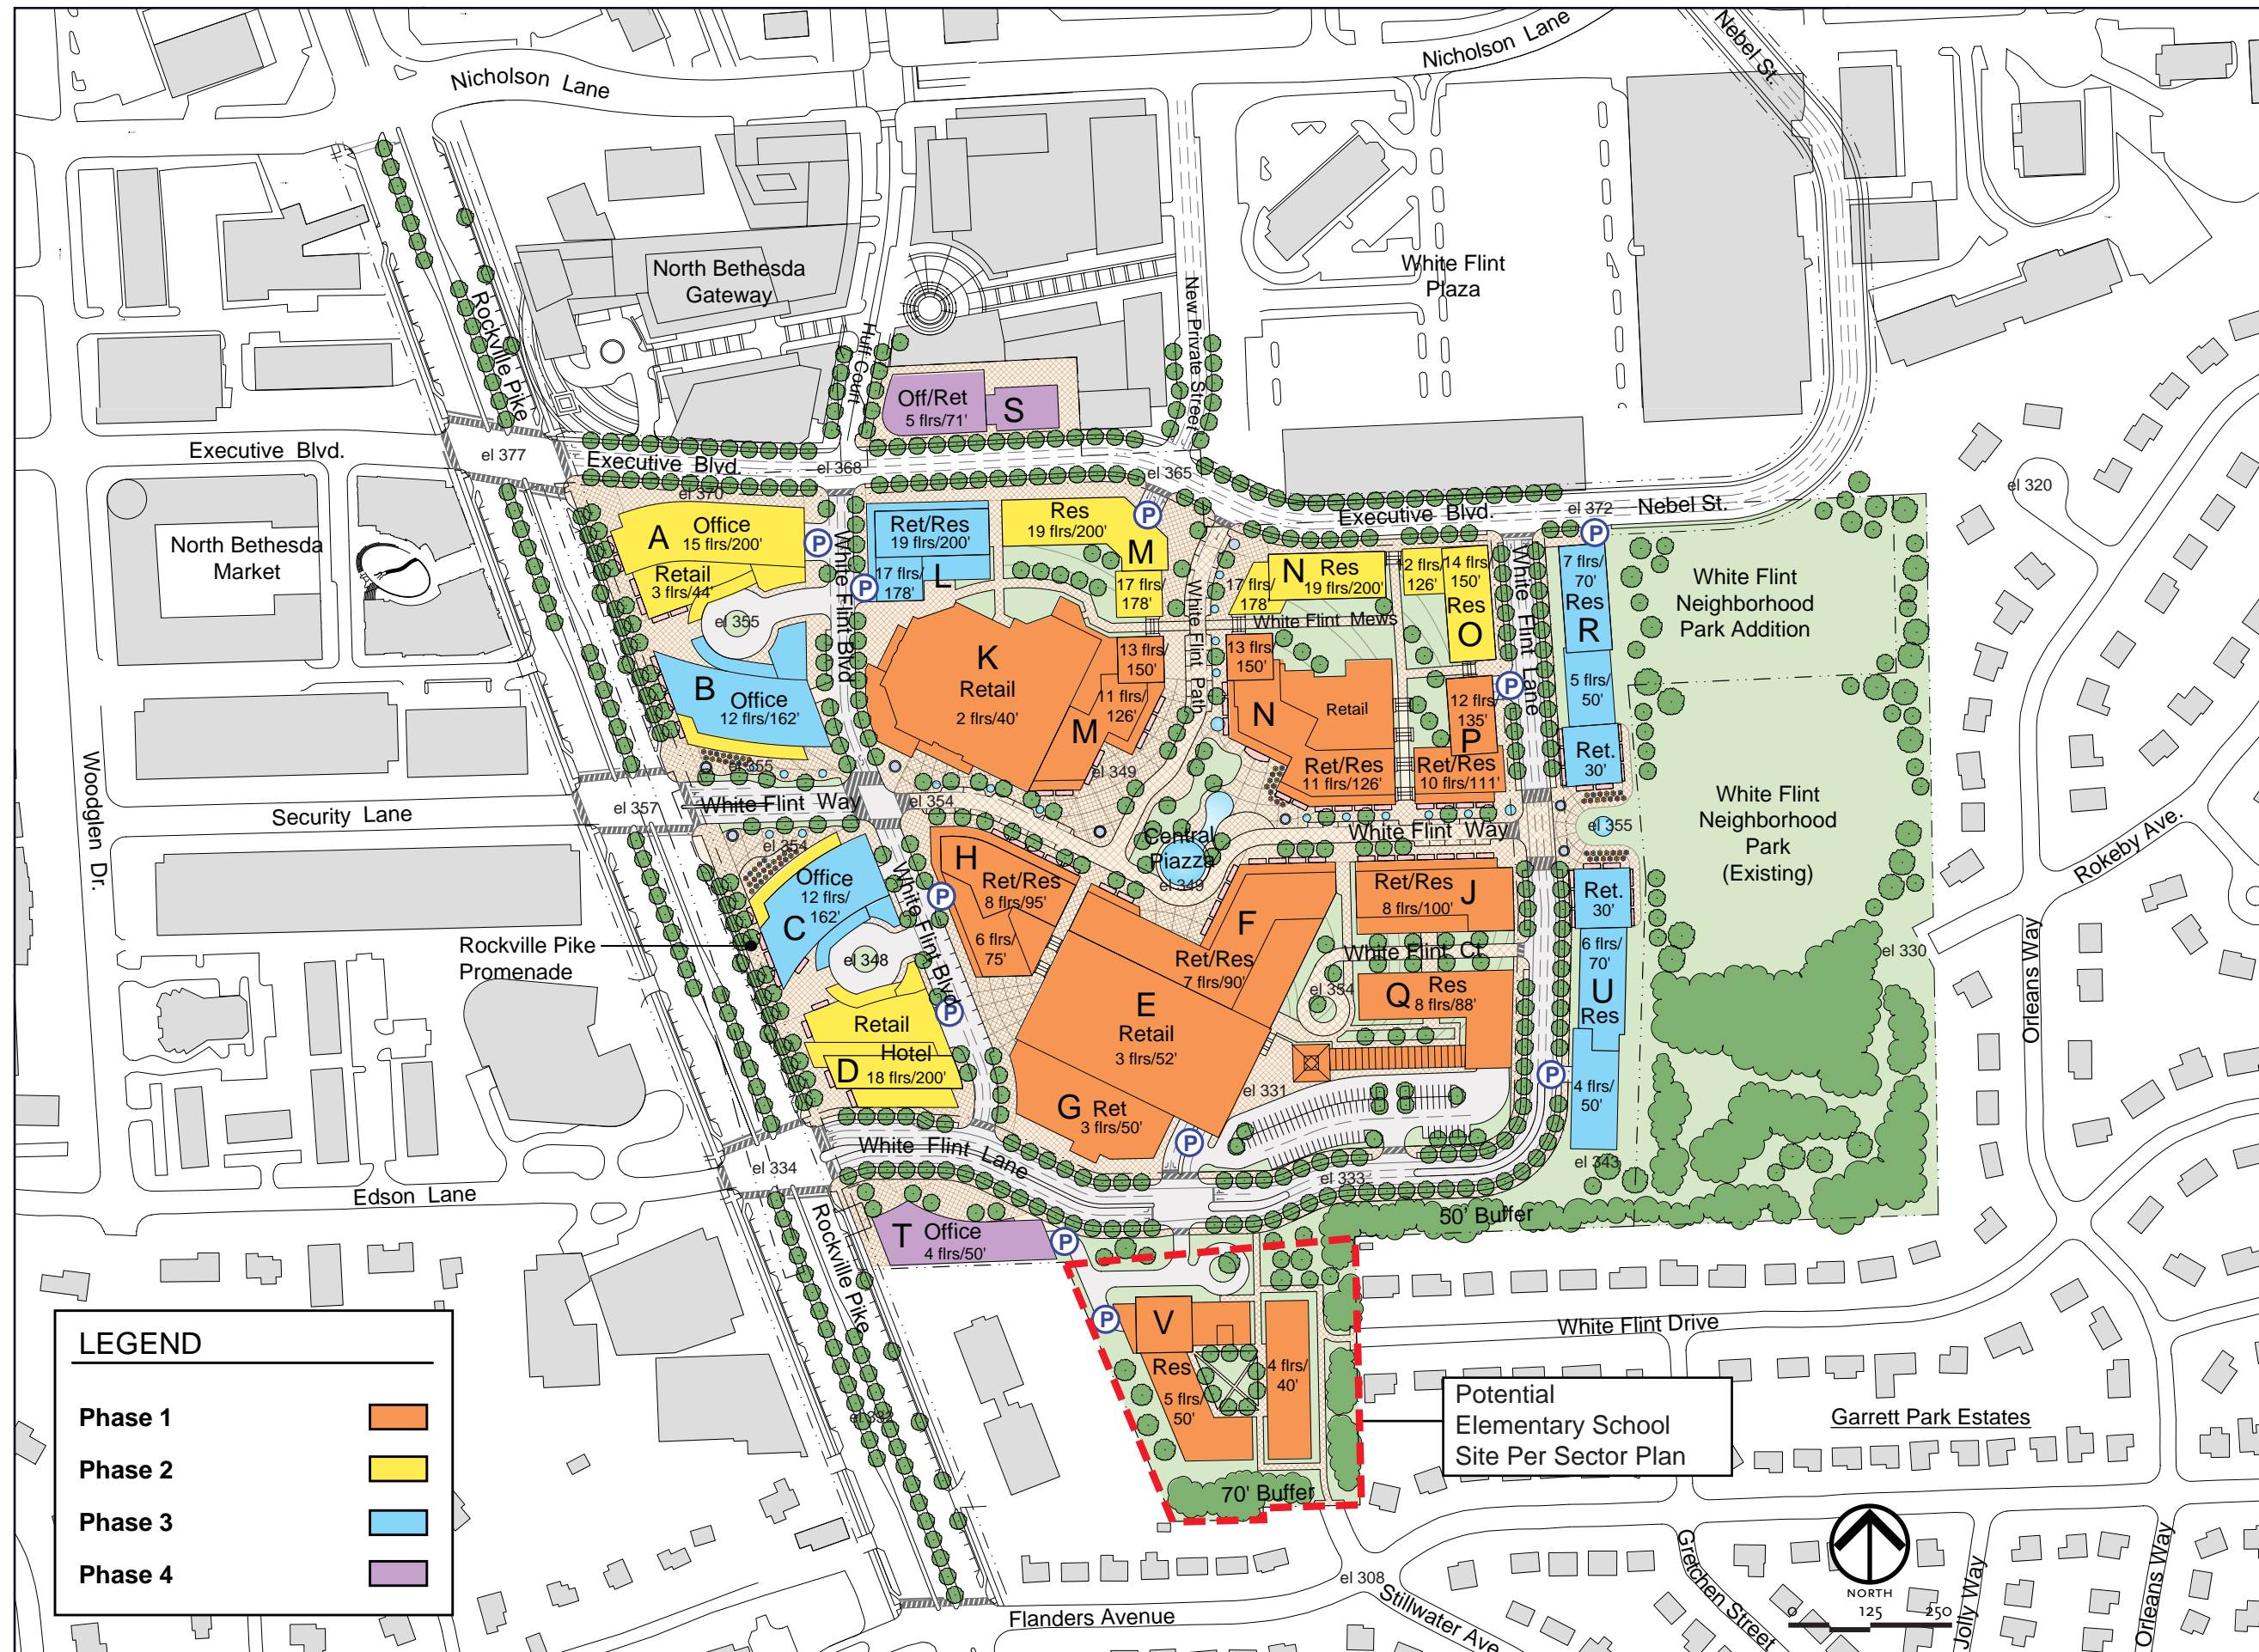 Nicholson Lane
Nicholson Lane
Nebel St.
North Bethesda
Gateway
White Flint
Plaza
Rockville Pike
Huff Court
New Private Street
Off/Ret
5 flrs/71'
S
Executive Blvd.
el 377
Executive Blvd.
el 368
el 365
el 370
Executive Blvd.
el 372
Nebel St.
el 320
North Bethesda
Market
A
Office
15 flrs/200'
Retail
3 flrs/44'
P
P
White Flint Blvd
Ret/Res
19 flrs/200'
17 flrs/
178'
L
Res
19 flrs/200'
M
17 flrs/
178'
P
White Flint Path
17 flrs/
178'
N
Res
19 flrs/200'
2 flrs/
126'
14 flrs/
150'
Res
O
White Flint Lane
P
7 flrs/
70'
Res
R
5 flrs/
50'
Ret.
30'
White Flint
Neighborhood
Park Addition
el 355
White Flint Mews
B
Office
12 flrs/162'
K
Retail
2 flrs/40'
13 flrs/
150'
11 flrs/
126'
M
13 flrs/
150'
N
Retail
Ret/Res
11 flrs/126'
12 flrs/
135'
P
P
Ret/Res
10 flrs/111'
el 355
el 349
White Flint
Neighborhood
Park
(Existing)
Woodglen Dr.
Security Lane
el 357
White Flint Way
el 354
el 354
Central
Piazza
el 349
White Flint Way
el 355
Rokeby Ave.
Office
12 flrs/
162'
C
White Flint Blvd
H
Ret/Res
8 flrs/95'
6 flrs/
75'
P
F
Ret/Res
7 flrs/90'
Ret/Res
8 flrs/100'
J
Ret.
30'
6 flrs/
70'
U
Res
4 flrs/
50'
Rockville Pike
Promenade
el 348
White Flint Ct.
el 354
el 330
Orleans Way
E
Retail
3 flrs/52'
Q
Res
8 flrs/88'
Retail
Hotel
D
18 flrs/200'
P
P
G
Ret
3 flrs/50'
el 331
P
White Flint Lane
el 334
el 333
el 343
Edson Lane
50' Buffer
T
Office
4 flrs/50'
P
Rockville Pike
P
V
Res
5 flrs/
50'
4 flrs/
40'
White Flint Drive
el 332
Potential
Elementary School
Site Per Sector Plan
Garrett Park Estates
70' Buffer
LEGEND
Phase 1
Phase 2
Phase 3
Phase 4
el 308
Flanders Avenue
Stillwater Ave
Gretchen Street
Jolly Way
Orleans Way
NORTH
0 125 250